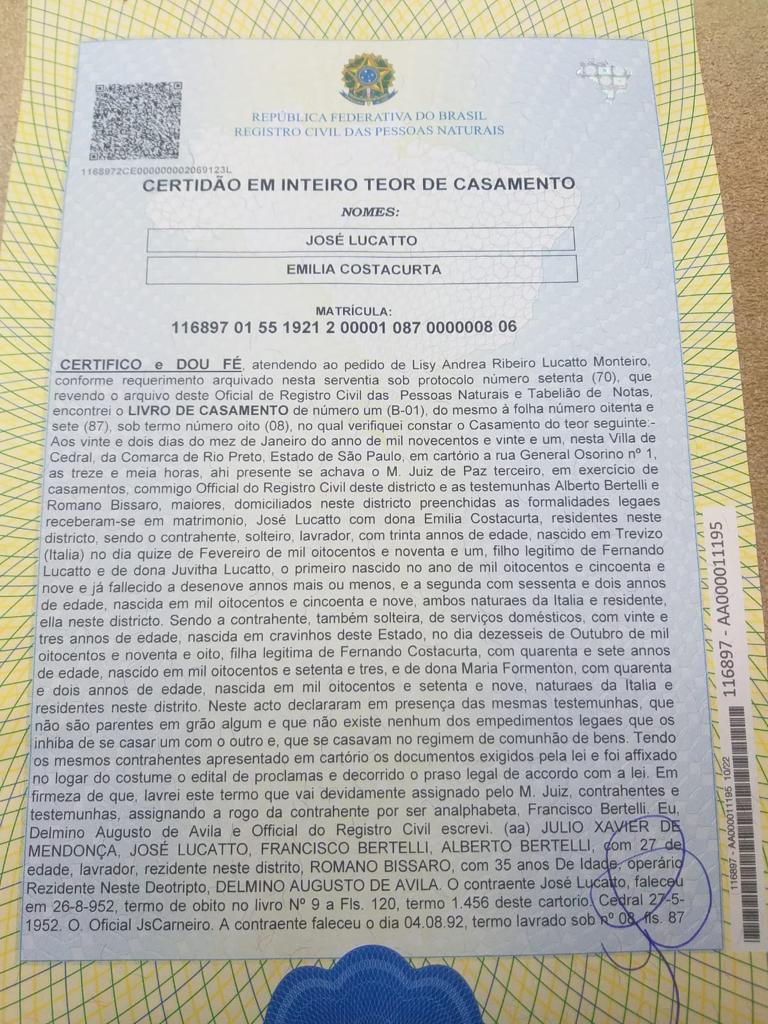 REPÚBLICA FEDERATIVA DO BRASIL
REGISTRO CIVIL DAS PESSOAS NATURAIS
1168972CE000000002069123L
CERTIDÃO EM INTEIRO TEOR DE CASAMENTO
NOMES:
JOSÉ LUCATTO
EMILIA COSTACURTA
MATRÍCULA:
116897 01 55 1921 2 00001 087 0000008 06
CERTIFICO e DOU FÉ, atendendo ao pedido de Lisy Andrea Ribeiro Lucatto Monteiro,
conforme requerimento arquivado nesta serventia sob protocolo número setenta (70), que
revendo o arquivo deste Oficial de Registro Civil das Pessoas Naturais e Tabelião de Notas,
encontrei o LIVRO DE CASAMENTO de número um (B-01), do mesmo à folha número oitenta e
sete (87), sob termo número oito (08), no qual verifiquei constar o Casamento do teor seguinte:-
Aos vinte e dois dias do mez de Janeiro do anno de mil novecentos e vinte e um, nesta Villa de
Cedral, da Comarca de Rio Preto, Estado de São Paulo, em cartório a rua General Osorino nº 1,
as treze e meia horas, ahi presente se achava o M. Juiz de Paz terceiro, em exercício de
casamentos, commigo Official do Registro Civil deste districto e as testemunhas Alberto Bertelli e
Romano Bissaro, maiores, domiciliados neste districto preenchidas as formalidades legaes
receberam-se em matrimonio, José Lucatto com dona Emilia Costacurta, residentes neste
districto, sendo o contrahente, solteiro, lavrador, com trinta annos de edade, nascido em Trevizo
(Italia) no dia quize de Fevereiro de mil oitocentos e noventa e um, filho legitimo de Fernando
Lucatto e de dona Juvitha Lucatto, o primeiro nascido no ano de mil oitocentos e cincoenta e
nove e já fallecido a desenove annos mais ou menos, e a segunda com sessenta e dois annos
de edade, nascida em mil oitocentos e cincoenta e nove, ambos naturaes da Italia e residente,
ella neste districto. Sendo a contrahente, também solteira, de serviços domésticos, com vinte e
tres annos de edade, nascida em cravinhos deste Estado, no dia dezesseis de Outubro de mil
oitocentos e noventa e oito, filha legitima de Fernando Costacurta, com quarenta e sete annos
de edade, nascido em mil oitocentos e setenta e tres, e de dona Maria Formenton, com quarenta
e dois annos de edade, nascida em mil oitocentos e setenta e nove, naturaes da Italia e
residentes neste distrito. Neste acto declararam em presença das mesmas testemunhas, que
não são parentes em grão algum e que não existe nenhum dos empedimentos legaes que os
inhiba de se casar um com o outro e, que se casavam no regimem de comunhão de bens. Tendo
os mesmos contrahentes apresentado em cartório os documentos exigidos pela lei e foi affixado
no logar do costume o edital de proclamas e decorrido o praso legal de accordo com a lei. Em
firmeza de que, lavrei este termo que vai devidamente assignado pelo M. Juiz, contrahentes e
testemunhas, assignando a rogo da contrahente por ser analphabeta, Francisco Bertelli. Eu,
Delmino Augusto de Avila e Official do Registro Civil escrevi. (aa) JULIO XAVIER DE
MENDONÇA, JOSÉ LUCATTO, FRANCISCO BERTELLI, ALBERTO BERTELLI, com 27 de
edade, lavrador, rezidente neste distrito, ROMANO BISSARO, com 35 anos De Idade, operário
Rezidente Neste Deotripto, DELMINO AUGUSTO DE AVILA. O contraente José Lucatto, faleceu
em 26-8-952, termo de obito no livro Nº 9 a Fls. 120, termo 1.456 deste cartorio. Cedral 27-5-
1952. O. Oficial JsCarneiro. A contraente faleceu o dia 04.08.92, termo lavrado sob nº 08, fls. 87
116897 - AA000011195
116897 - AA000011195 10/22